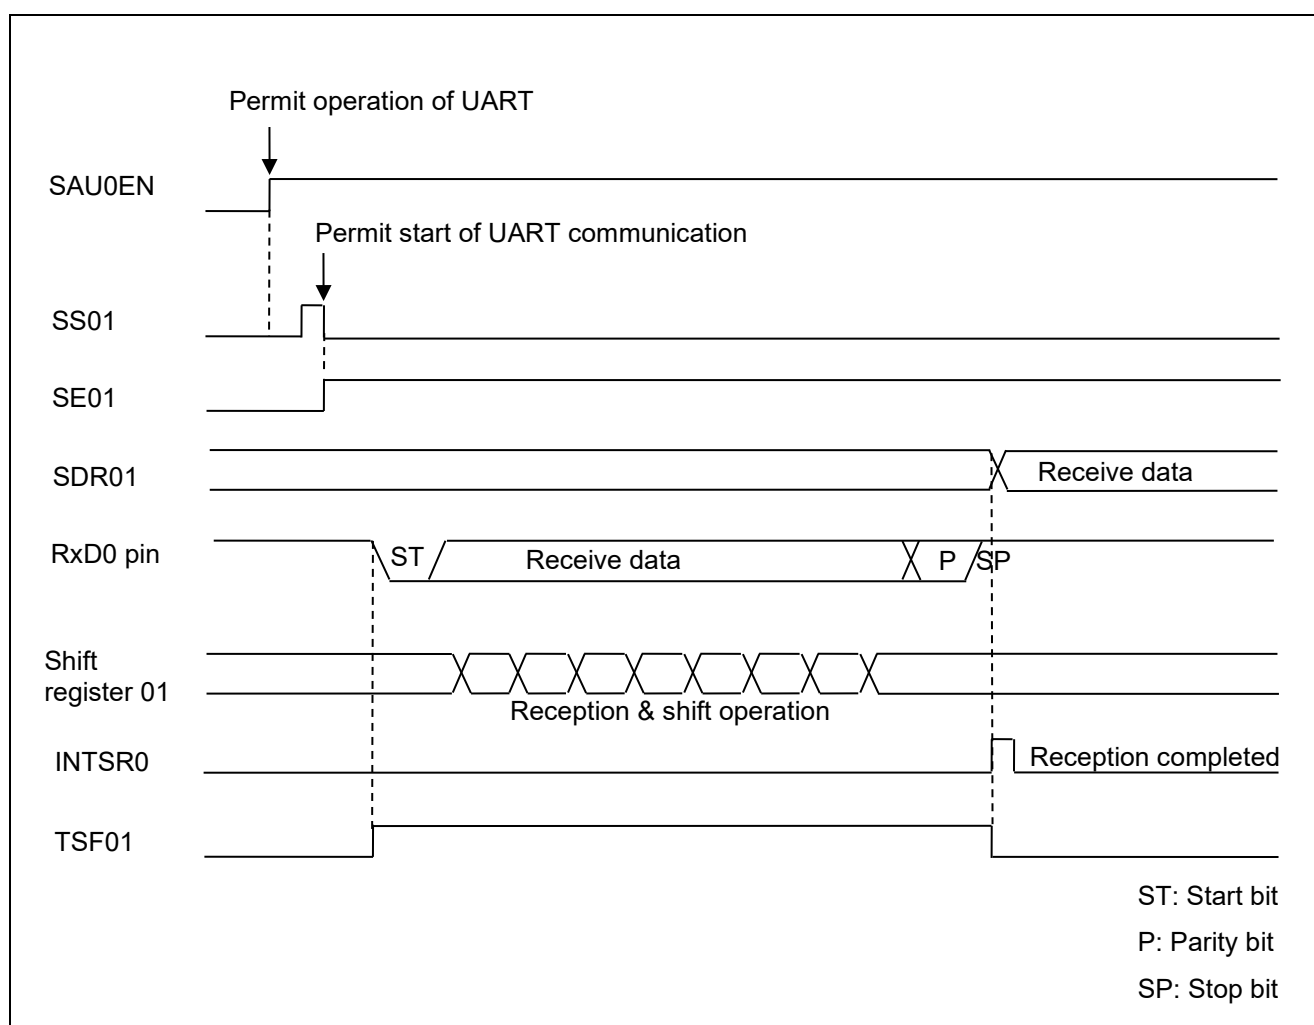 Permit operation of UART
SAU0EN
Permit start of UART communication
SS01
SE01
SDR01
Receive data
RxD0 pin
ST
Receive data
P
SP
Shift
register 01
Reception & shift operation
INTSR0
Reception completed
TSF01
ST: Start bit
P: Parity bit
SP: Stop bit